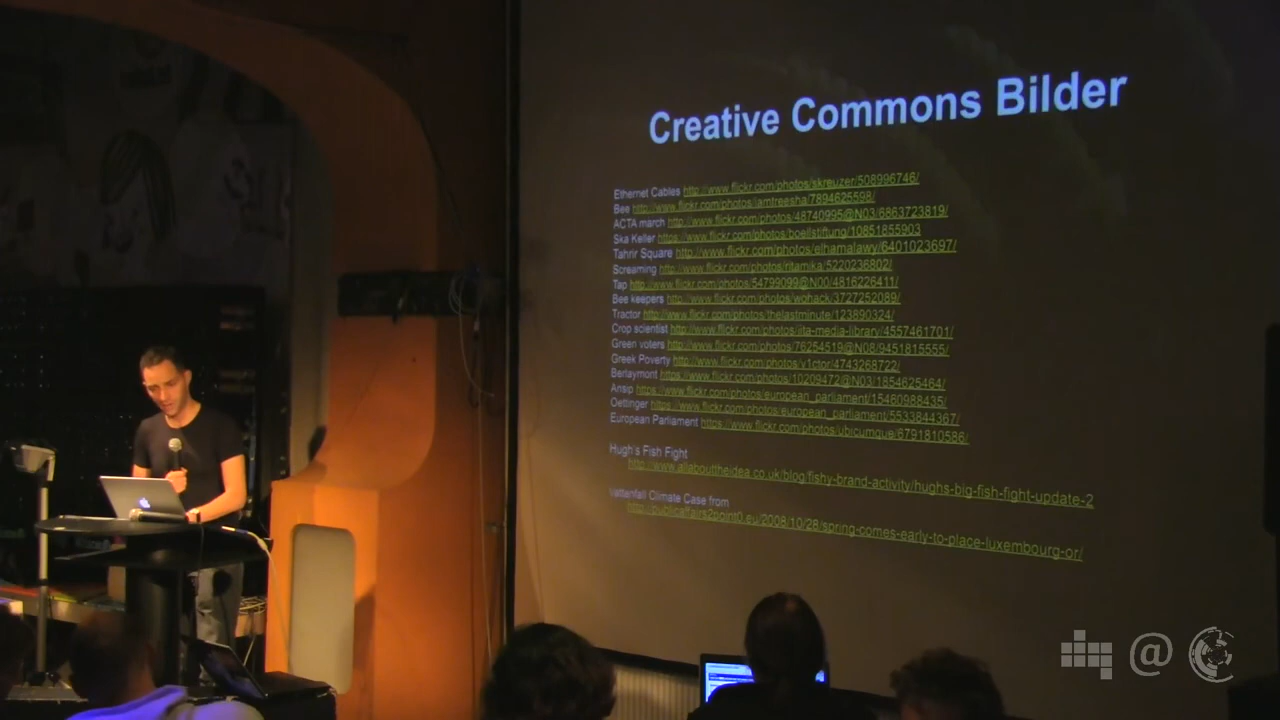 Creative Commons Bilder
Ethernet Cables http://www.flickr.com/photos/skreuzer/508996746/
Bee http://www.flickr.com/photos/iamtreasha/7894625598/
ACTA march http://www.flickr.com/photos/48740995@N03/6863723819/
Ska Keller https://www.flickr.com/photos/boellstiftung/10851855903
Tahrir Square http://www.flickr.com/photos/elhamalawy/6401023697/
Screaming http://www.flickr.com/photos/ritamika/5220236802/
Tap http://www.flickr.com/photos/54799099@N00/4816226411/
Bee keepers http://www.flickr.com/photos/wohack/3727252089/
Tractor http://www.flickr.com/photos/thelastminute/123890324/
Crop scientist http://www.flickr.com/photos/iita-media-library/4557461701/
Green voters http://www.flickr.com/photos/76254519@N08/9451815555/
Greek Poverty http://www.flickr.com/photos/v1ctor/4743268722/
Berlaymont https://www.flickr.com/photos/10209472@N03/1854625464/
Ansip https://www.flickr.com/photos/european_parliament/15460988435/
Oettinger https://www.flickr.com/photos/european_parliament/5533844367/
European Parliament https://www.flickr.com/photos/ubicumque/6791810586/
Hugh's Fish Fight
http://www.allabouttheidea.co.uk/blog/fishy-brand-activity/hughs-big-fish-fight-update-2
Vattenfall Climate Case from
http://publicaffairs2point0.eu/2008/10/28/spring-comes-early-to-place-luxembourg-or/
@